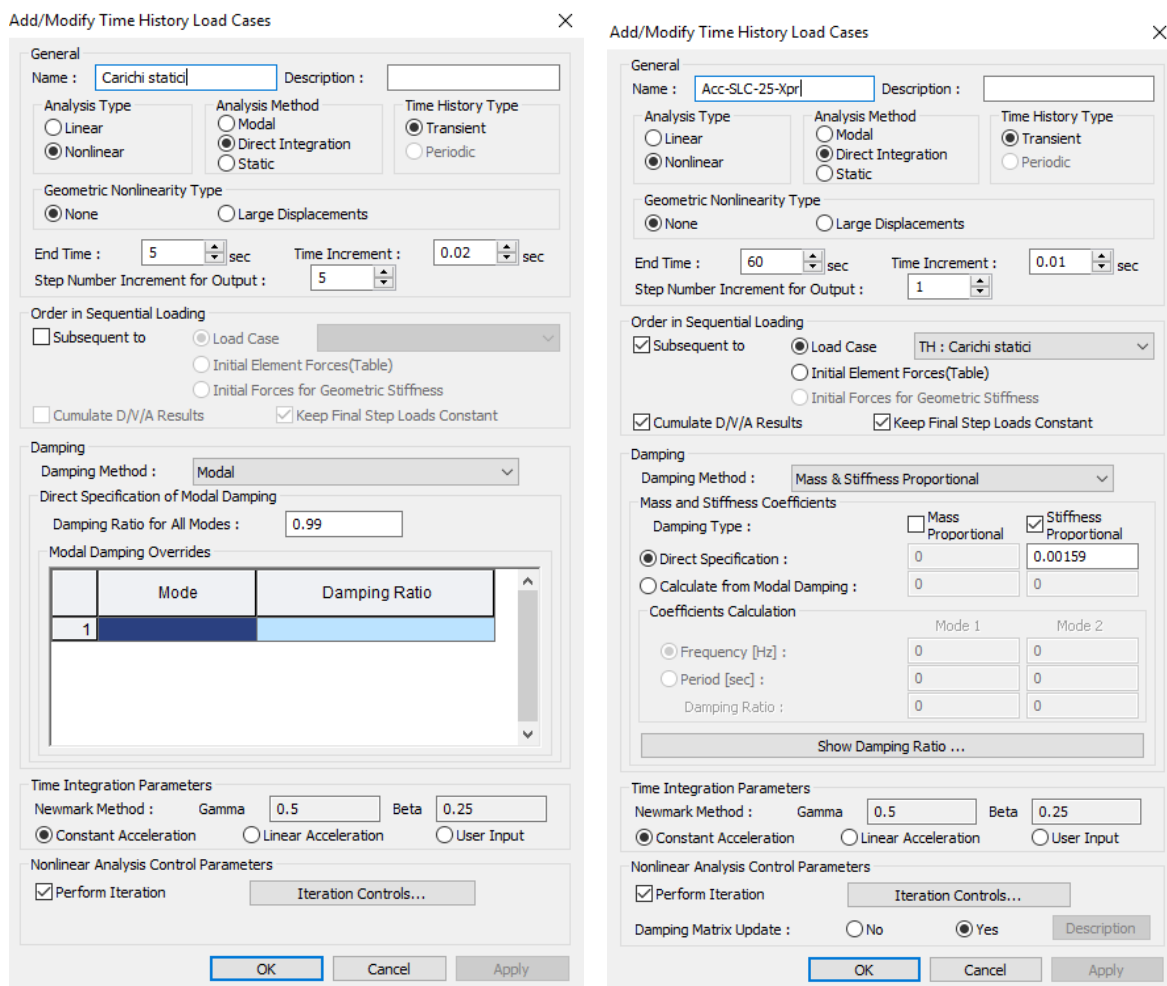 Add/Modify Time History Load Cases
General
Name : Carichi statici Description :
Analysis Type Analysis Method Time History Type
Linear Modal Transient
Nonlinear Direct Integration Periodic
Static
Geometric Nonlinearity Type
None Large Displacements
End Time : 5 sec Time Increment : 0.02 sec
Step Number Increment for Output : 5
Order in Sequential Loading
Subsequent to Load Case
Initial Element Forces(Table)
Initial Forces for Geometric Stiffness
Cumulate D/V/A Results Keep Final Step Loads Constant
Damping
Damping Method : Modal
Direct Specification of Modal Damping
Damping Ratio for All Modes : 0.99
Modal Damping Overrides
Mode Damping Ratio
1
Time Integration Parameters
Newmark Method : Gamma 0.5 Beta 0.25
Constant Acceleration Linear Acceleration User Input
Nonlinear Analysis Control Parameters
Perform Iteration Iteration Controls...
OK Cancel Apply
Add/Modify Time History Load Cases
General
Name : Acc-SLC-25-Xpr Description :
Analysis Type Analysis Method Time History Type
Linear Modal Transient
Nonlinear Direct Integration Periodic
Static
Geometric Nonlinearity Type
None Large Displacements
End Time : 60 sec Time Increment : 0.01 sec
Step Number Increment for Output : 1
Order in Sequential Loading
Subsequent to Load Case TH : Carichi statici
Initial Element Forces(Table)
Initial Forces for Geometric Stiffness
Cumulate D/V/A Results Keep Final Step Loads Constant
Damping
Damping Method : Mass & Stiffness Proportional
Mass and Stiffness Coefficients
Damping Type : Mass Proportional Stiffness Proportional
Direct Specification : 0 0.00159
Calculate from Modal Damping : 0 0
Coefficients Calculation
Mode 1 Mode 2
Frequency [Hz] : 0 0
Period [sec] : 0 0
Damping Ratio : 0 0
Show Damping Ratio ...
Time Integration Parameters
Newmark Method : Gamma 0.5 Beta 0.25
Constant Acceleration Linear Acceleration User Input
Nonlinear Analysis Control Parameters
Perform Iteration Iteration Controls...
Damping Matrix Update : No Yes Description
OK Cancel Apply